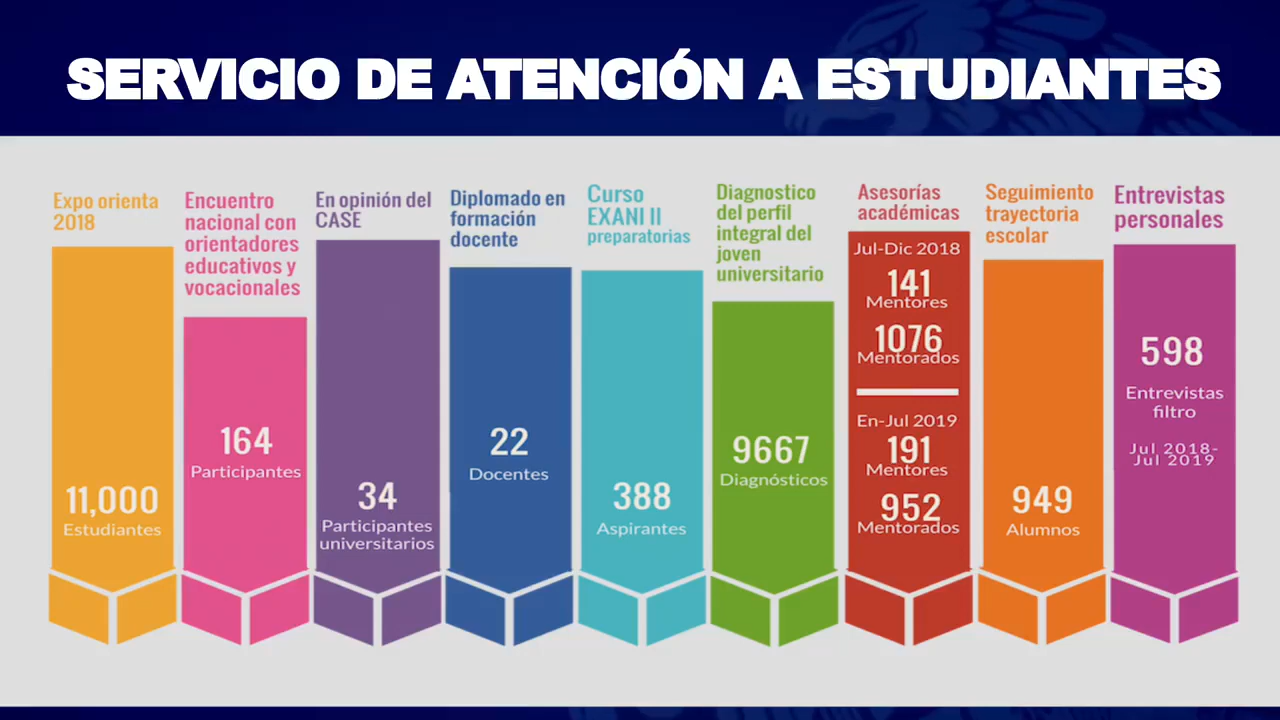 SERVICIO DE ATENCIÓN A ESTUDIANTES
Expo orienta
2018
11,000
Estudiantes
Encuentro
nacional con
orientadores
educativos y
vocacionales
164
Participantes
En opinión del
CASE
34
Participantes
universitarios
Diplomado en
formación
docente
22
Docentes
Curso
EXANI II
preparatorias
388
Aspirantes
Diagnostico
del perfil
integral del
joven
universitario
9667
Diagnósticos
Asesorías
académicas
Jul-Dic 2018
141
Mentores
1076
Mentorados
En-Jul 2019
191
Mentores
952
Mentorados
Seguimiento
trayectoria
escolar
949
Alumnos
Entrevistas
personales
598
Entrevistas
filtro
Jul 2018-
Jul 2019